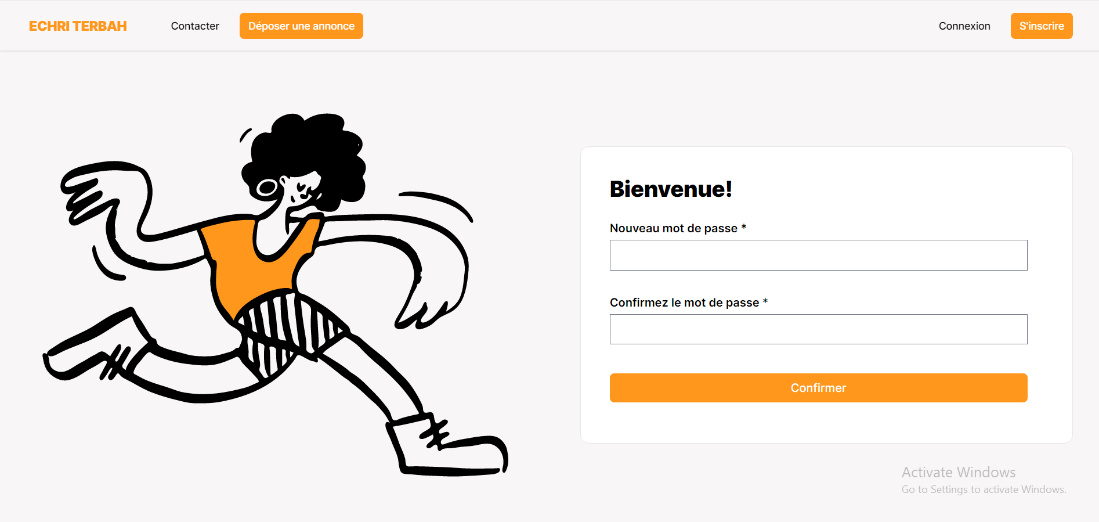 ECHRI TERBAH
Contacter
Déposer une annonce
Connexion
S'inscrire
Bienvenue!
Nouveau mot de passe *
Confirmez le mot de passe *
Confirmer
Activate Windows
Go to Settings to activate Windows.